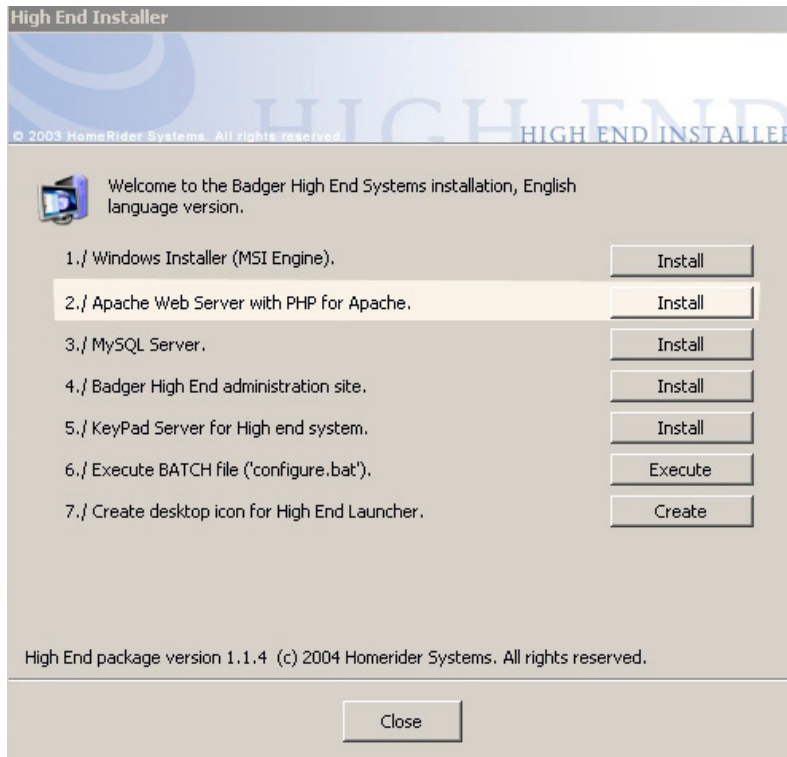 High End Installer
HIGH END
© 2003 HomeRider Systems. All rights reserved.
HIGH END INSTALLER
Welcome to the Badger High End Systems installation, English
language version.
1./ Windows Installer (MSI Engine). Install
2./ Apache Web Server with PHP for Apache. Install
3./ MySQL Server. Install
4./ Badger High End administration site. Install
5./ KeyPad Server for High end system. Install
6./ Execute BATCH file ('configure.bat'). Execute
7./ Create desktop icon for High End Launcher. Create
High End package version 1.1.4 (c) 2004 Homerider Systems. All rights reserved.
Close